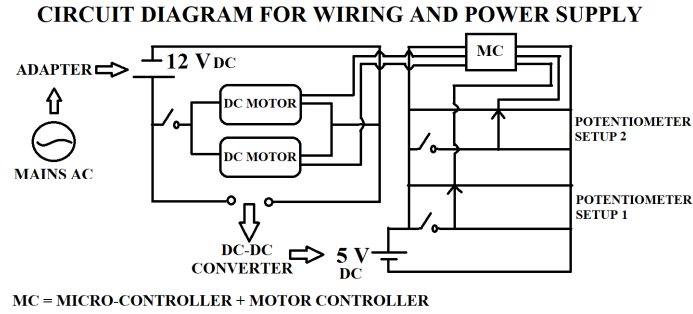 CIRCUIT DIAGRAM FOR WIRING AND POWER SUPPLY
MC
12 V DC
ADAPTER
DC MOTOR
POTENTIOMETER
SETUP 2
DC MOTOR
MAINS AC
POTENTIOMETER
SETUP 1
DC-DC
CONVERTER
5 V
DC
MC = MICRO-CONTROLLER + MOTOR CONTROLLER